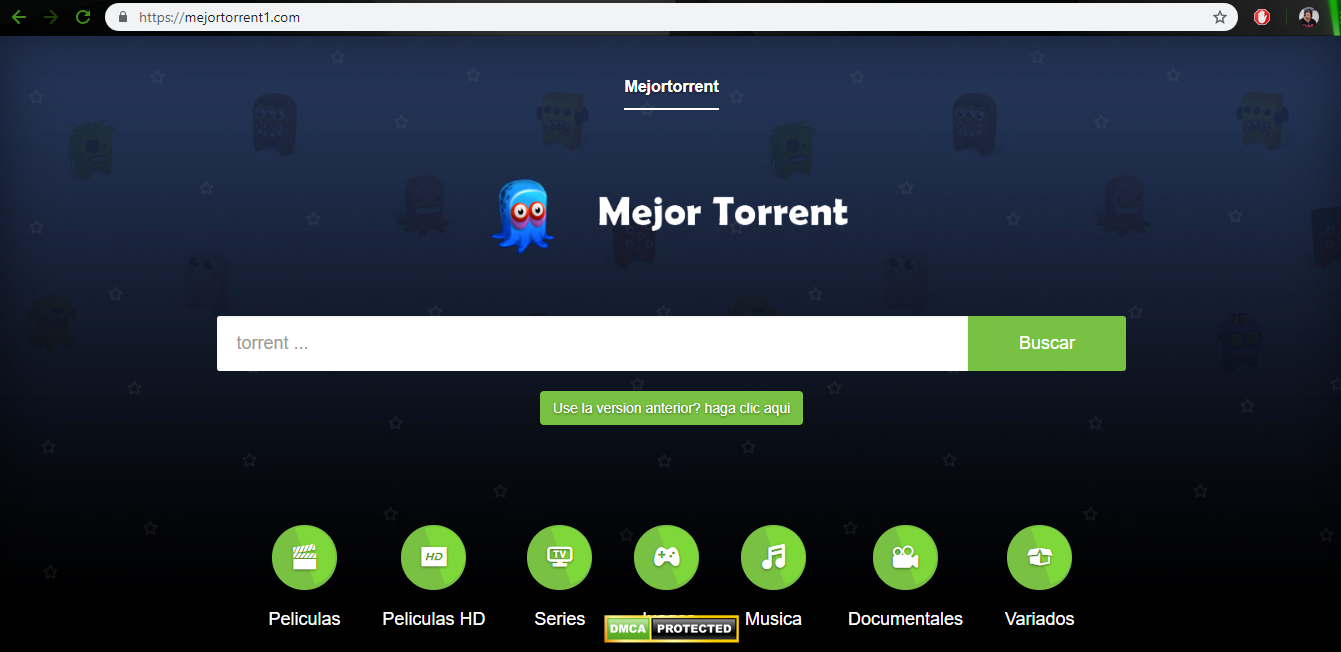 https://mejortorrent1.com
Mejortorrent
Mejor Torrent
torrent ...
Buscar
Use la version anterior? haga clic aqui
HD
TV
Peliculas
Peliculas HD
Series
Musica
Documentales
Variados
DMCA PROTECTED